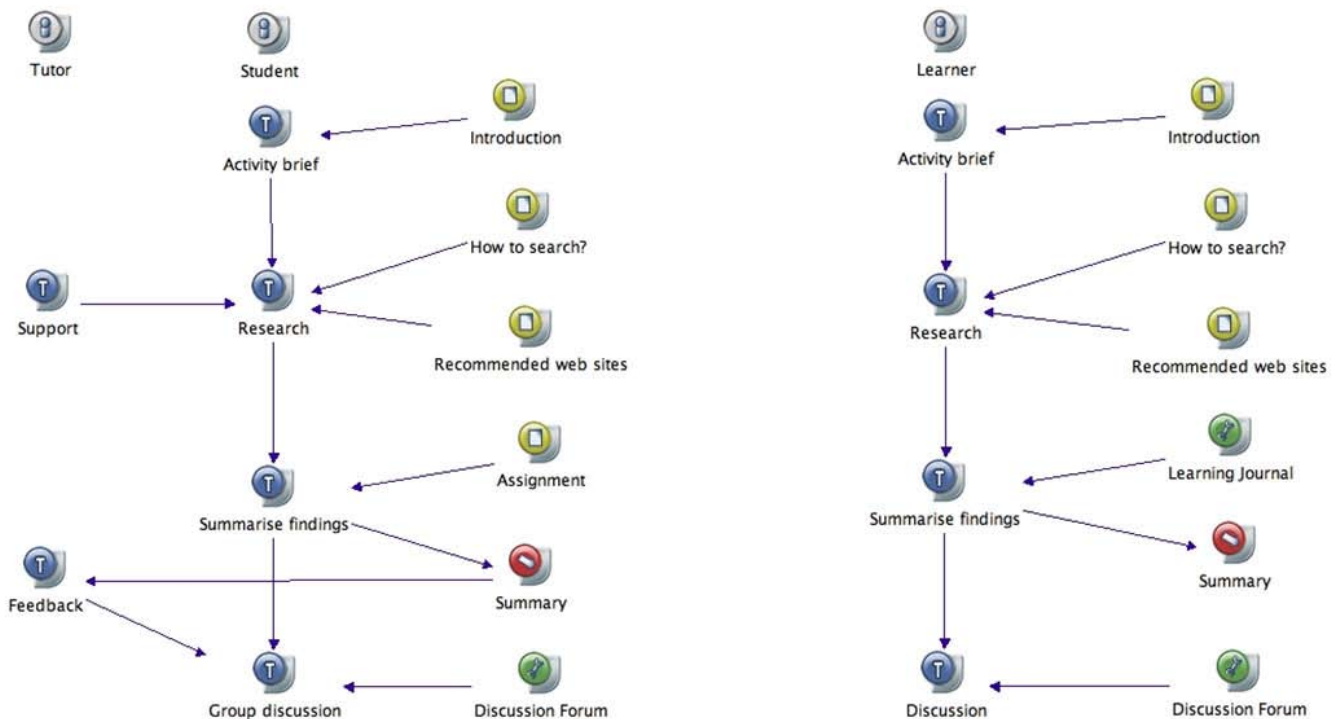 Tutor
Student
Introduction
Activity brief
How to search?
Support
Research
Recommended web sites
Assignment
Summarise findings
Feedback
Summary
Group discussion
Discussion Forum
Learner
Introduction
Activity brief
How to search?
Research
Recommended web sites
Learning Journal
Summarise findings
Summary
Discussion
Discussion Forum